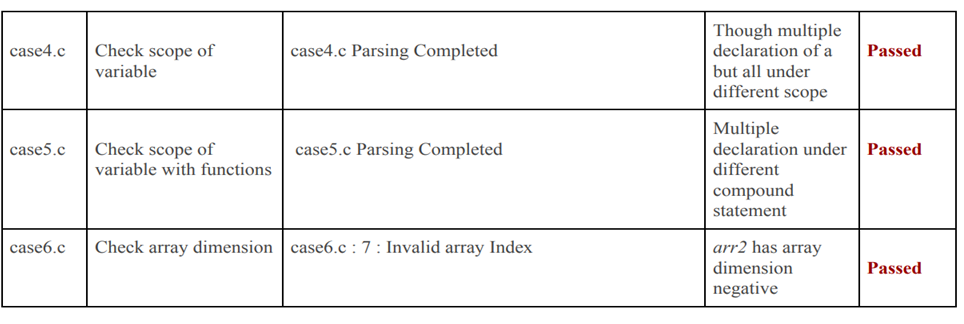 case4.c
Check scope of
variable
case4.c Parsing Completed
Though multiple
declaration of a
but all under
different scope
Passed
case5.c
Check scope of
variable with functions
case5.c Parsing Completed
Multiple
declaration under
different
compound
statement
Passed
case6.c
Check array dimension
case6.c : 7 : Invalid array Index
arr2 has array
dimension
negative
Passed